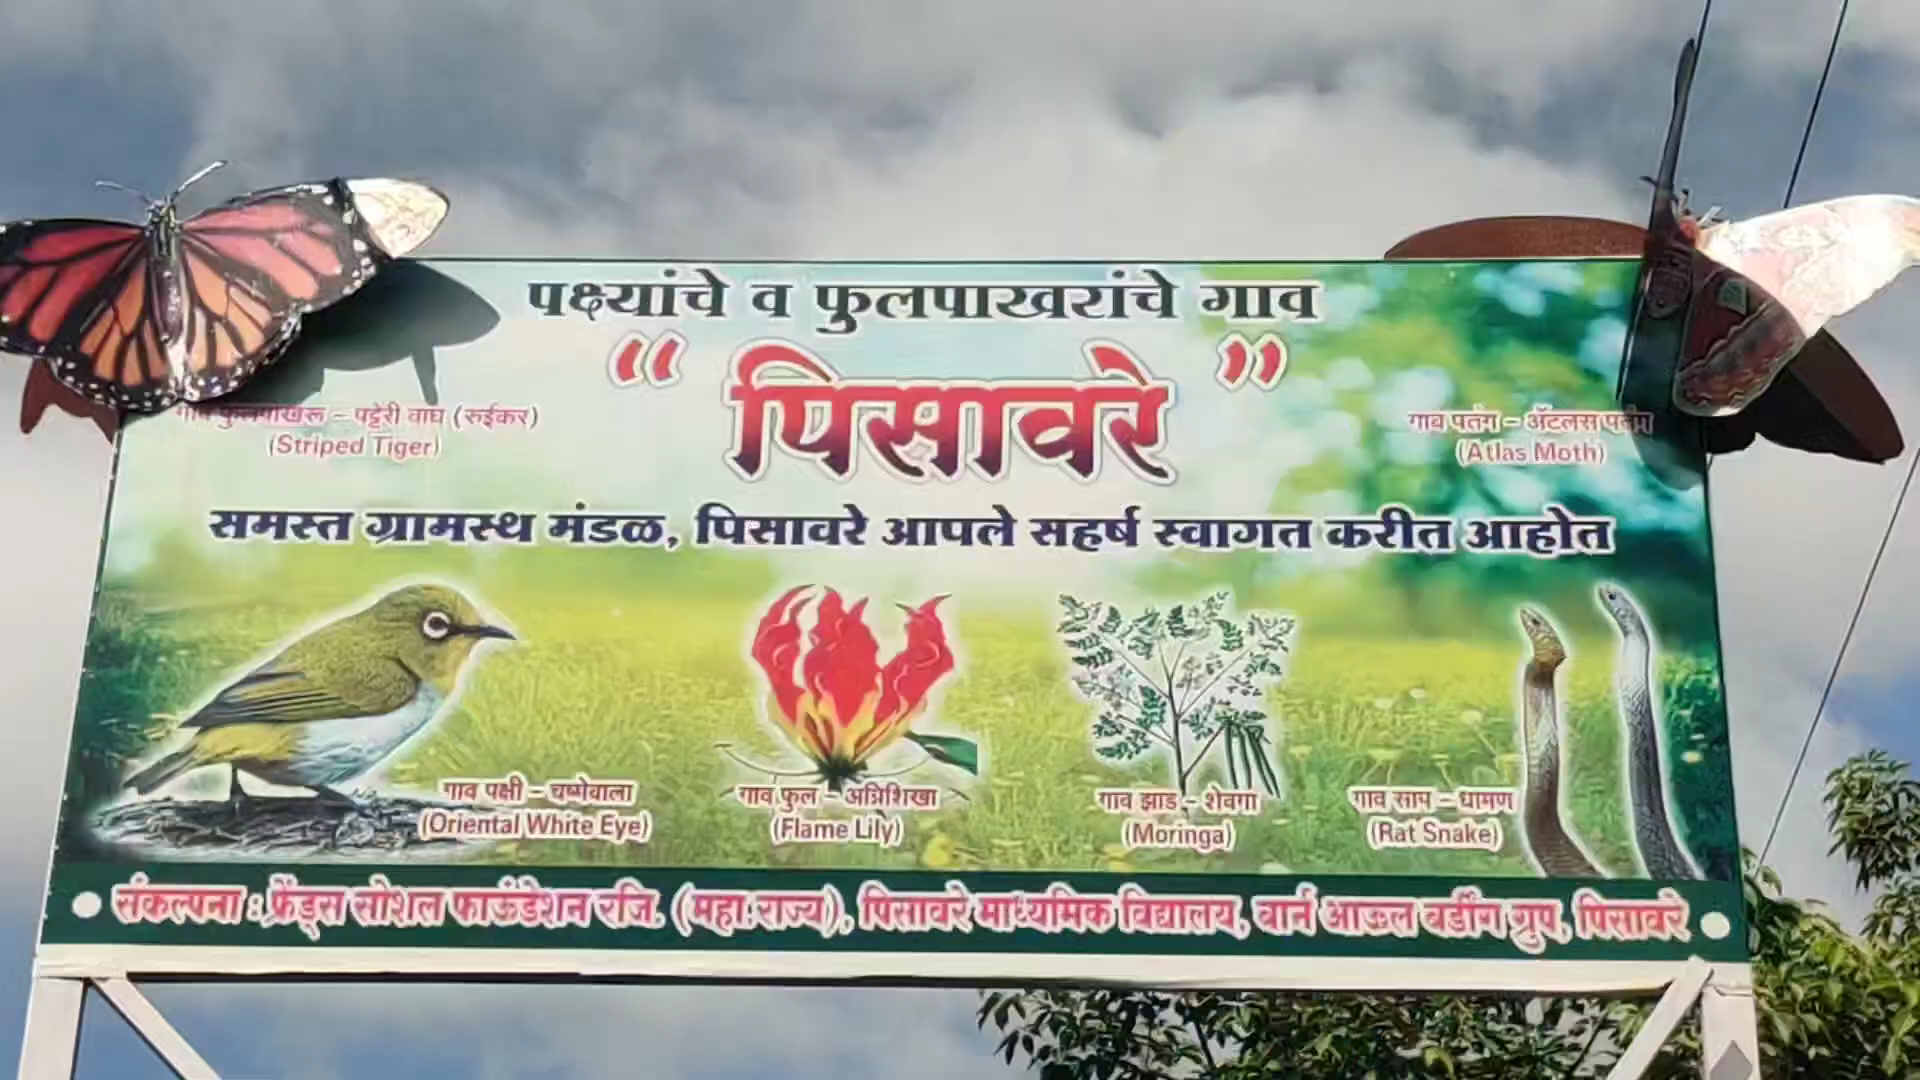 पक्ष्यांचे व फुलपाखरांचे गाव
"पिसावरे"
गाव फुलपाखरू - पट्टेरी वाघ (रुईकर)
(Striped Tiger)
गाव पतंग - ॲटलस पतंग
(Atlas Moth)
समस्त ग्रामस्थ मंडळ, पिसावरे आपले सहर्ष स्वागत करीत आहोत
गाव पक्षी - चष्मेवाला
(Oriental White Eye)
गाव फुल - अग्निशिखा
(Flame Lily)
गाव झाड - शेवगा
(Moringa)
गाव साप - धामण
(Rat Snake)
संकल्पना : फ्रेंड्स सोशल फाऊंडेशन रजि. (महा.राज्य), पिसावरे माध्यमिक विद्यालय, बार्न आऊल बर्डींग ग्रुप, पिसावरे